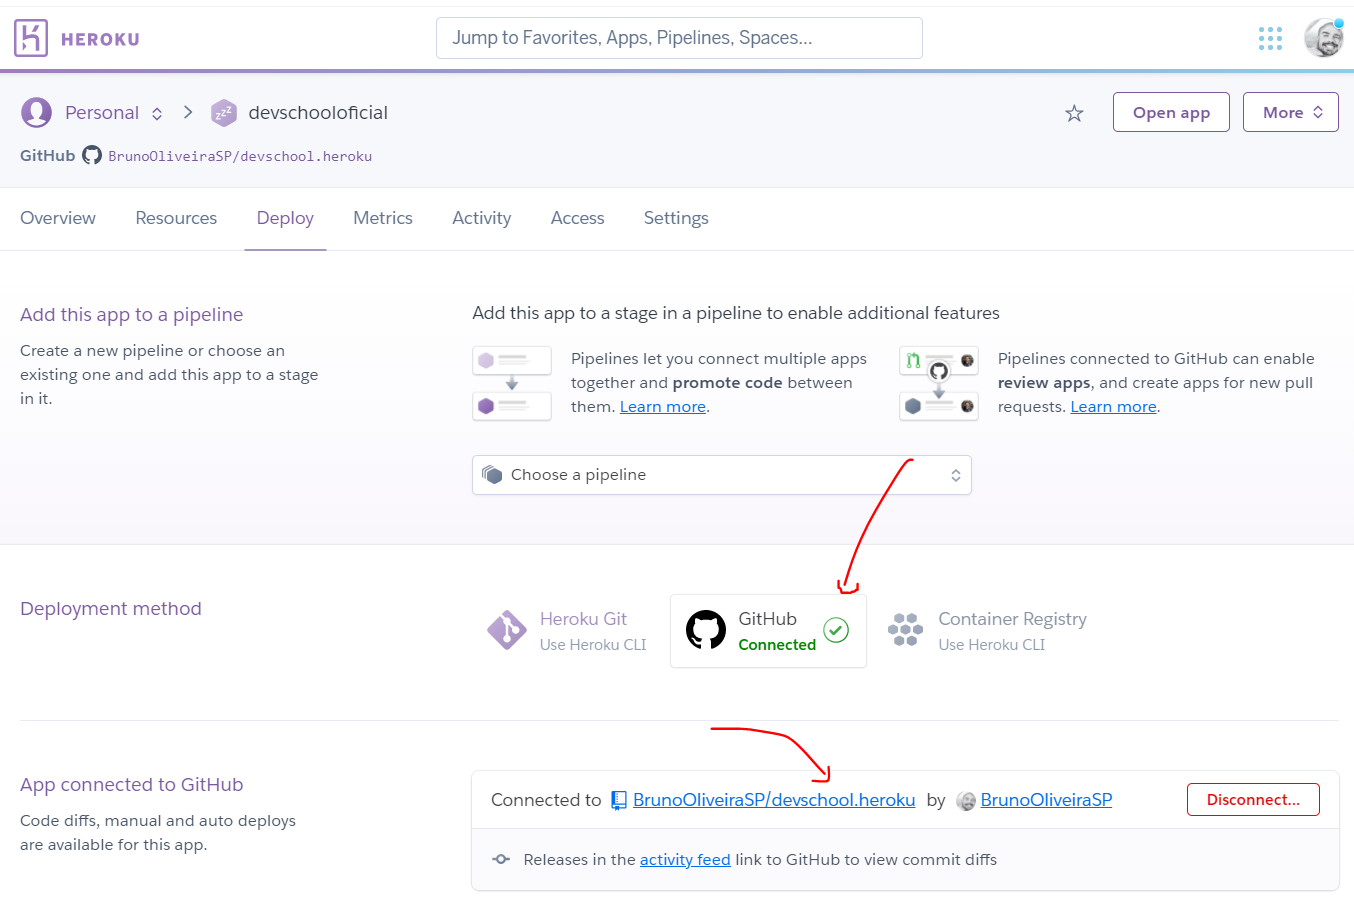 HEROKU
Jump to Favorites, Apps, Pipelines, Spaces...
Personal
devschooloficial
Open app
More
GitHub BrunoOliveiraSP/devschool.heroku
Overview
Resources
Deploy
Metrics
Activity
Access
Settings
Add this app to a pipeline
Create a new pipeline or choose an
existing one and add this app to a stage
in it.
Add this app to a stage in a pipeline to enable additional features
Pipelines let you connect multiple apps
together and promote code between
them. Learn more.
Pipelines connected to GitHub can enable
review apps, and create apps for new pull
requests. Learn more.
Choose a pipeline
Deployment method
Heroku Git
Use Heroku CLI
GitHub
Connected
Container Registry
Use Heroku CLI
App connected to GitHub
Code diffs, manual and auto deploys
are available for this app.
Connected to BrunoOliveiraSP/devschool.heroku by BrunoOliveiraSP
Disconnect...
Releases in the activity feed link to GitHub to view commit diffs